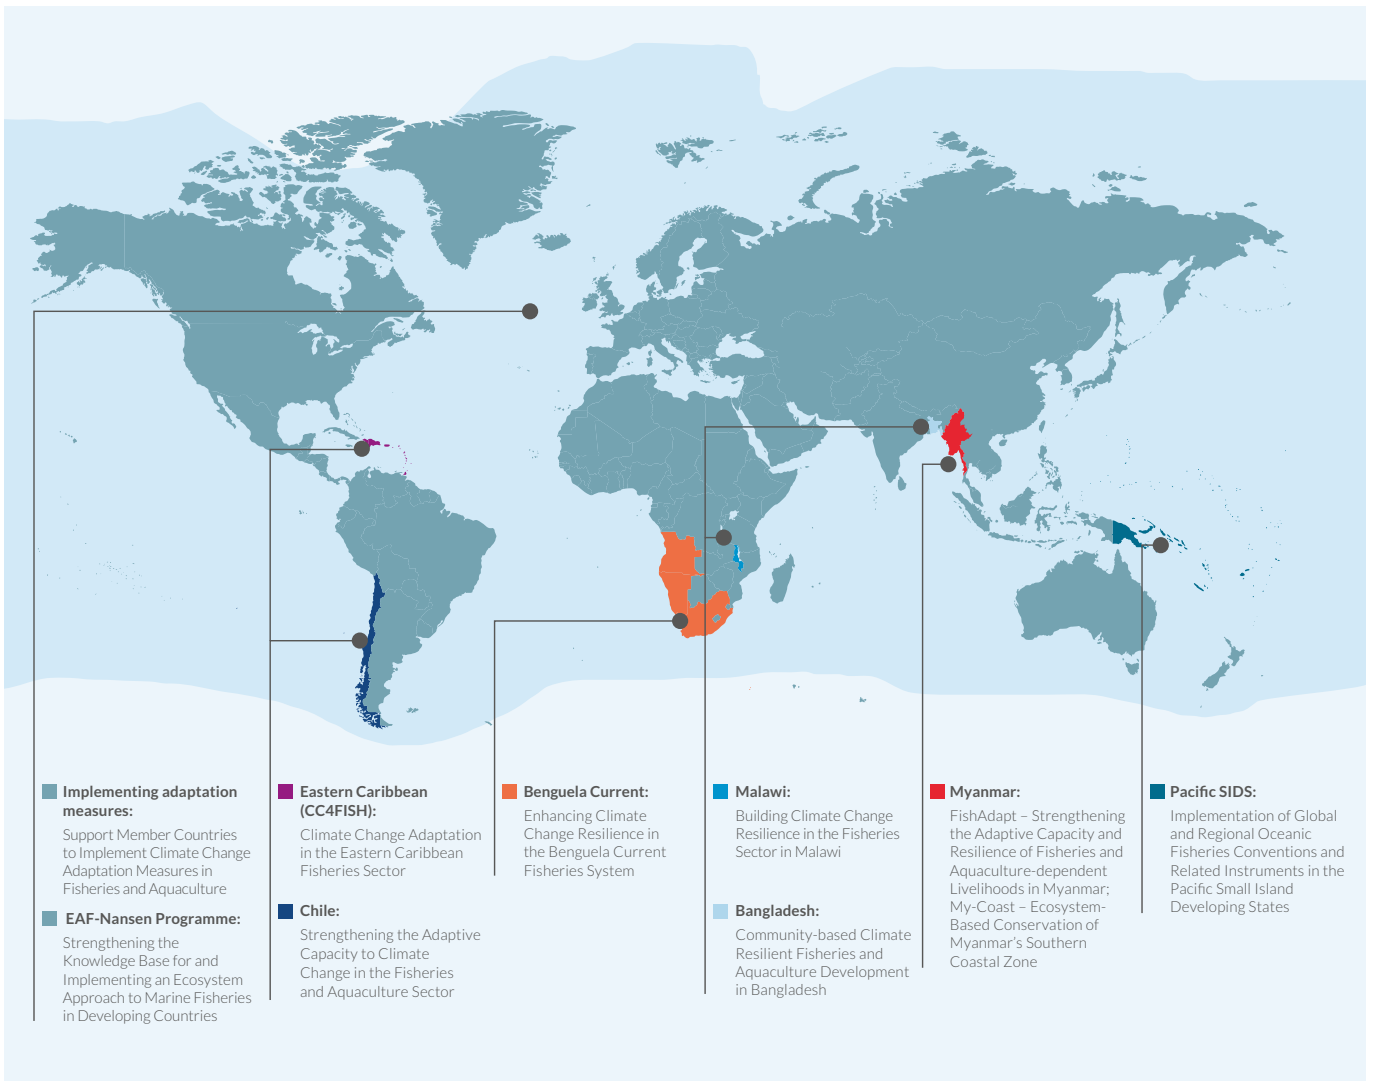 Implementing adaptation
measures:
Support Member Countries
to Implement Climate Change
Adaptation Measures in
Fisheries and Aquaculture
EAF-Nansen Programme:
Strengthening the
Knowledge Base for and
Implementing an Ecosystem
Approach to Marine Fisheries
in Developing Countries
Eastern Caribbean
(CC4FISH):
Climate Change Adaptation
in the Eastern Caribbean
Fisheries Sector
Chile:
Strengthening the Adaptive
Capacity to Climate
Change in the Fisheries
and Aquaculture Sector
Benguela Current:
Enhancing Climate
Change Resilience in
the Benguela Current
Fisheries System
Malawi:
Building Climate Change
Resilience in the Fisheries
Sector in Malawi
Bangladesh:
Community-based Climate
Resilient Fisheries and
Aquaculture Development
in Bangladesh
Myanmar:
FishAdapt – Strengthening
the Adaptive Capacity and
Resilience of Fisheries and
Aquaculture-dependent
Livelihoods in Myanmar;
My-Coast – Ecosystem-
Based Conservation of
Myanmar's Southern
Coastal Zone
Pacific SIDS:
Implementation of Global
and Regional Oceanic
Fisheries Conventions and
Related Instruments in the
Pacific Small Island
Developing States